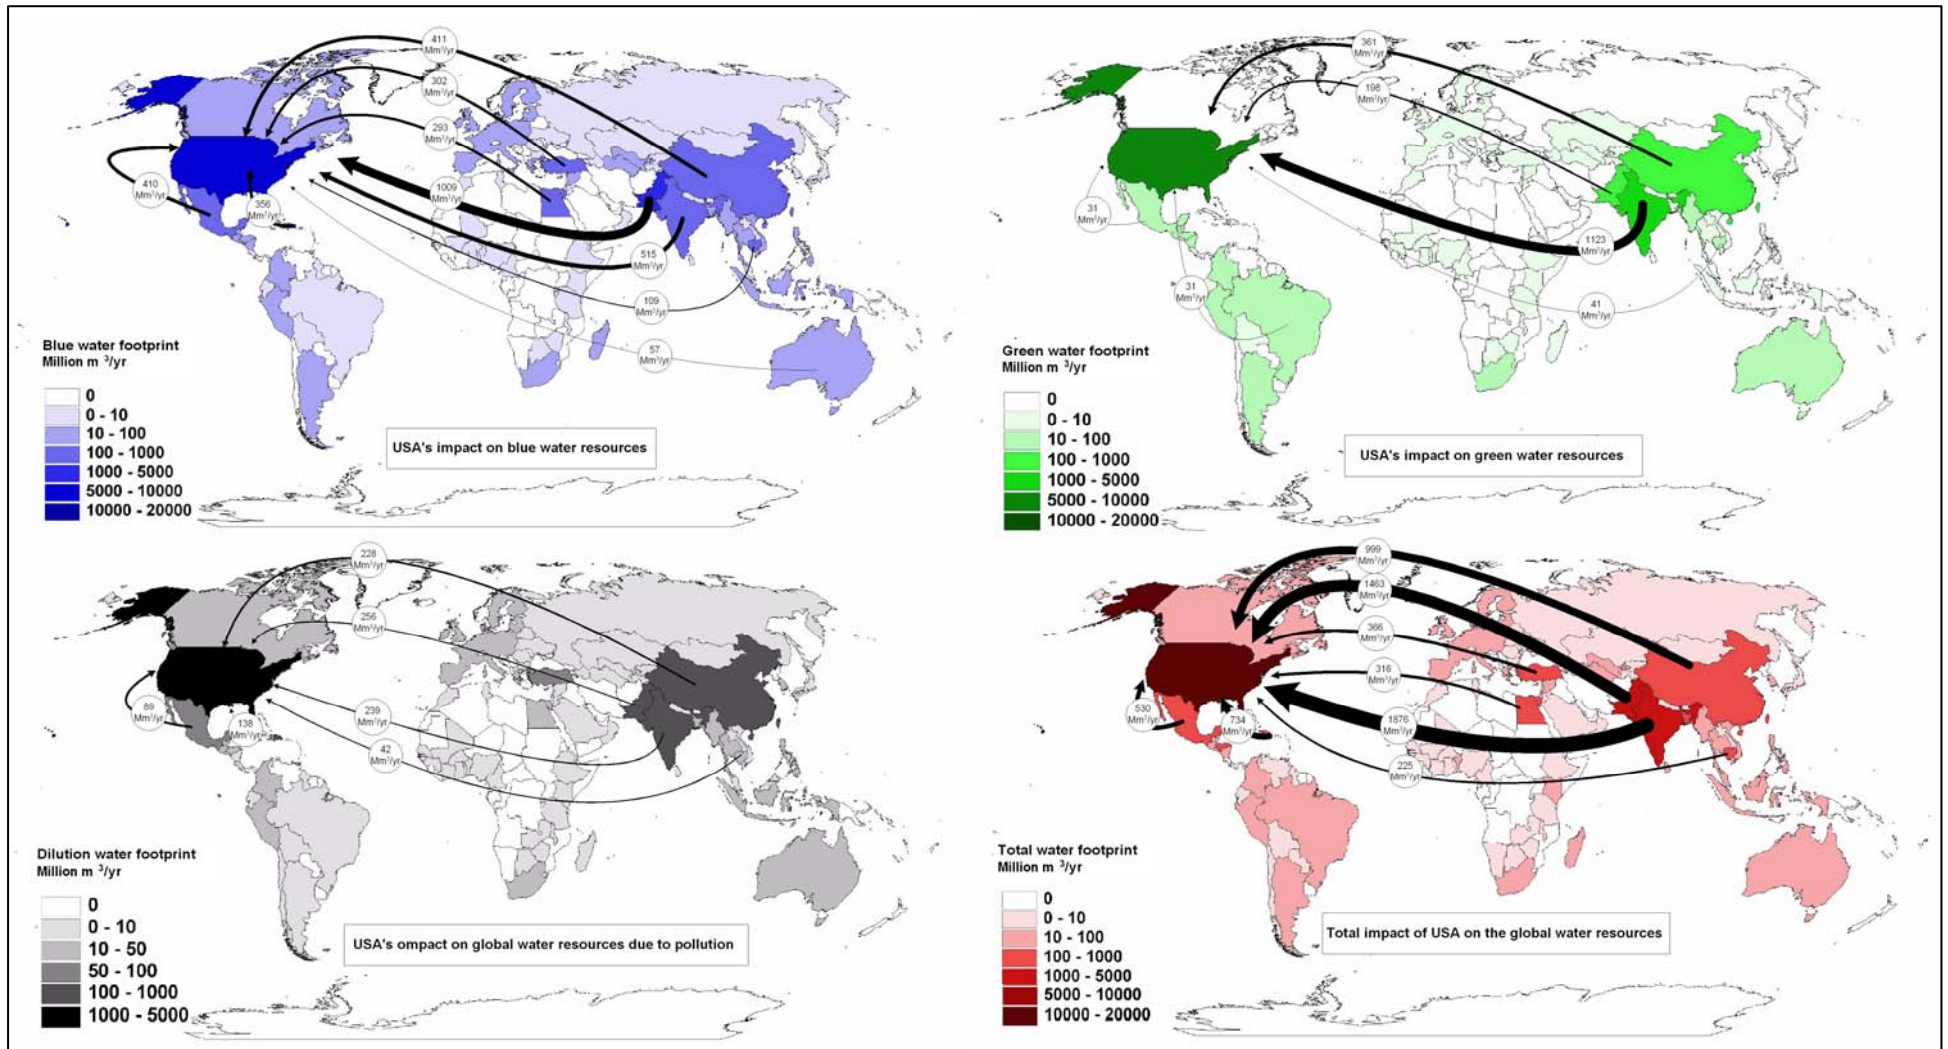 411
Mm³/yr
302
Mm³/yr
293
Mm³/yr
410
Mm³/yr
356
Mm³/yr
1009
Mm³/yr
515
Mm³/yr
109
Mm³/yr
57
Mm³/yr
Blue water footprint
Million m ³/yr
0
0 - 10
10 - 100
100 - 1000
1000 - 5000
5000 - 10000
10000 - 20000
USA's impact on blue water resources
361
Mm³/yr
198
Mm³/yr
31
Mm³/yr
31
Mm³/yr
1123
Mm³/yr
41
Mm³/yr
Green water footprint
Million m ³/yr
0
0 - 10
10 - 100
100 - 1000
1000 - 5000
5000 - 10000
10000 - 20000
USA's impact on green water resources
228
Mm³/yr
256
Mm³/yr
89
Mm³/yr
138
Mm³/yr
239
Mm³/yr
42
Mm³/yr
Dilution water footprint
Million m ³/yr
0
0 - 10
10 - 50
50 - 100
100 - 1000
1000 - 5000
USA's ompact on global water resources due to pollution
999
Mm³/yr
1463
Mm³/yr
366
Mm³/yr
316
Mm³/yr
530
Mm³/yr
734
Mm³/yr
1876
Mm³/yr
225
Mm³/yr
Total water footprint
Million m ³/yr
0
0 - 10
10 - 100
100 - 1000
1000 - 5000
5000 - 10000
10000 - 20000
Total impact of USA on the global water resources